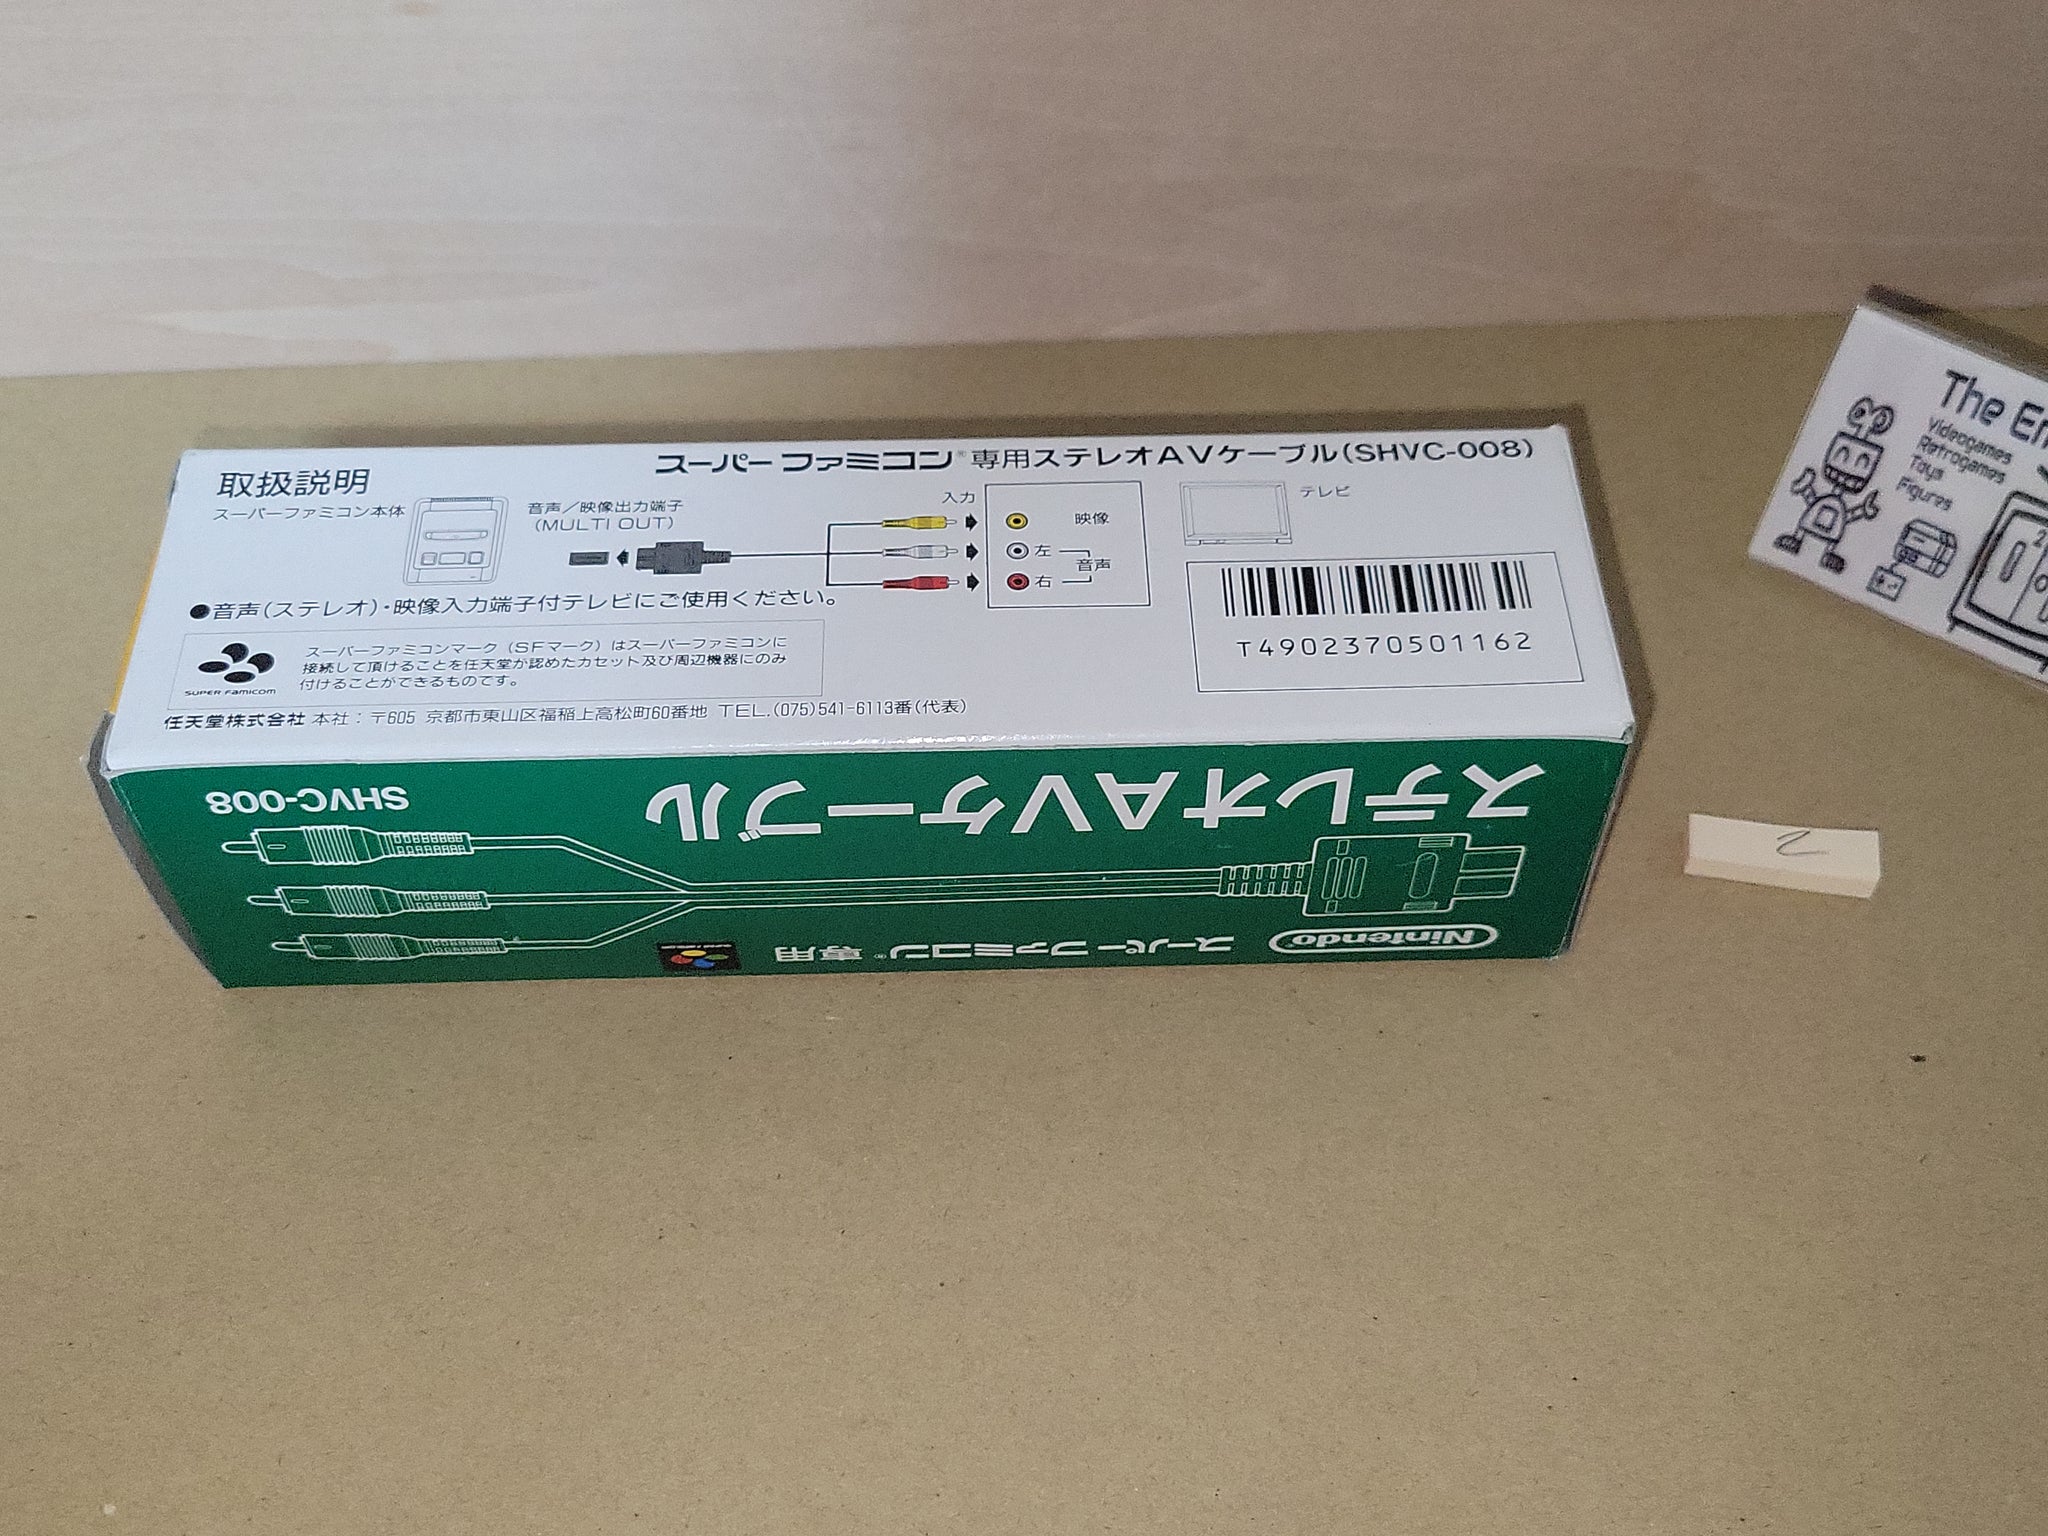 取扱説明
スーパーファミコン®専用ステレオAVケーブル(SHVC-008)
スーパーファミコン本体
音声／映像出力端子
(MULTI OUT)
入力
映像
左
音声
右
テレビ
●音声(ステレオ)・映像入力端子付テレビにご使用ください。
スーパーファミコンマーク（SFマーク）はスーパーファミコンに
接続して頂けることを任天堂が認めたカセット及び周辺機器にのみ
付けることができるものです。
SUPER Famicom
T4902370501162
任天堂株式会社 本社：〒605 京都市東山区福稲上高松町60番地 TEL.(075)541-6113番(代表)
Nintendo®
スーパーファミコン®専用
ステレオAVケーブル
SHVC-008
2
The En
Videogames
Retrogames
Toys
Figures
2